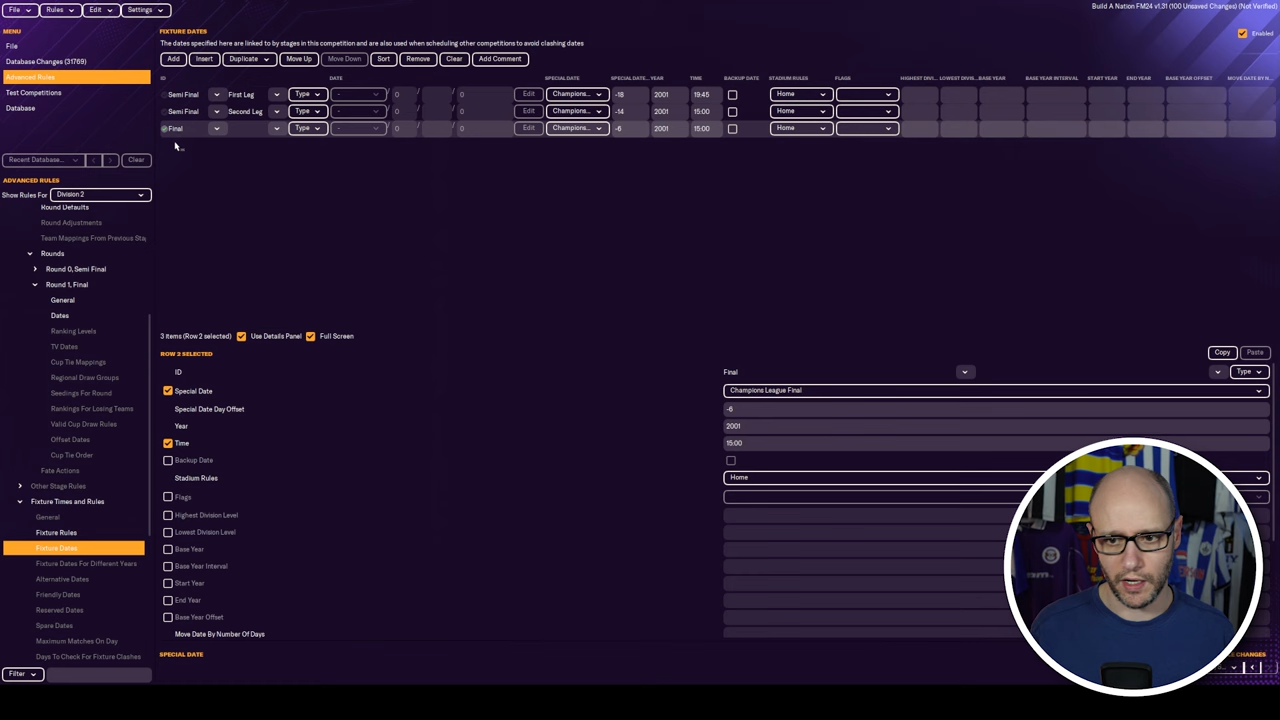 File Rules Edit Settings
Build A Nation FM24 v1.31 (100 Unsaved Changes) (Not Verified)
MENU
File
Database Changes (31769)
Advanced Rules
Test Competitions
Database
Recent Database... Clear
ADVANCED RULES
Show Rules For Division 2
Round Defaults
Round Adjustments
Team Mappings From Previous Sta
Rounds
Round 0, Semi Final
Round 1, Final
General
Dates
Ranking Levels
TV Dates
Cup Tie Mappings
Regional Draw Groups
Seedings For Round
Rankings For Losing Teams
Valid Cup Draw Rules
Offset Dates
Cup Tie Order
Fate Actions
Other Stage Rules
Fixture Times and Rules
General
Fixture Rules
Fixture Dates
Fixture Dates For Different Years
Alternative Dates
Friendly Dates
Reserved Dates
Spare Dates
Maximum Matches On Day
Days To Check For Fixture Clashes
Filter
FIXTURE DATES
Enabled
The dates specified here are linked to by stages in this competition and are also used when scheduling other competitions to avoid clashing dates
Add Insert Duplicate Move Up Move Down Sort Remove Clear Add Comment
ID DATE SPECIAL DATE SPECIAL DATE... YEAR TIME BACKUP DATE STADIUM RULES FLAGS HIGHEST DIVI... LOWEST DIVIS... BASE YEAR BASE YEAR INTERVAL START YEAR END YEAR BASE YEAR OFFSET MOVE DATE BY N...
Semi Final First Leg Type - / 0 / / 0 Edit Champions... -18 2001 19:45 Home
Semi Final Second Leg Type - / 0 / / 0 Edit Champions... -14 2001 15:00 Home
Final Type - / 0 / / 0 Edit Champions... -6 2001 15:00 Home
3 items (Row 2 selected) Use Details Panel Full Screen
ROW 2 SELECTED
Copy Paste
ID Final Type
Special Date Champions League Final
Special Date Day Offset -6
Year 2001
Time 15:00
Backup Date
Stadium Rules Home
Flags
Highest Division Level
Lowest Division Level
Base Year
Base Year Interval
Start Year
End Year
Base Year Offset
Move Date By Number Of Days
SPECIAL DATE
CHANGES